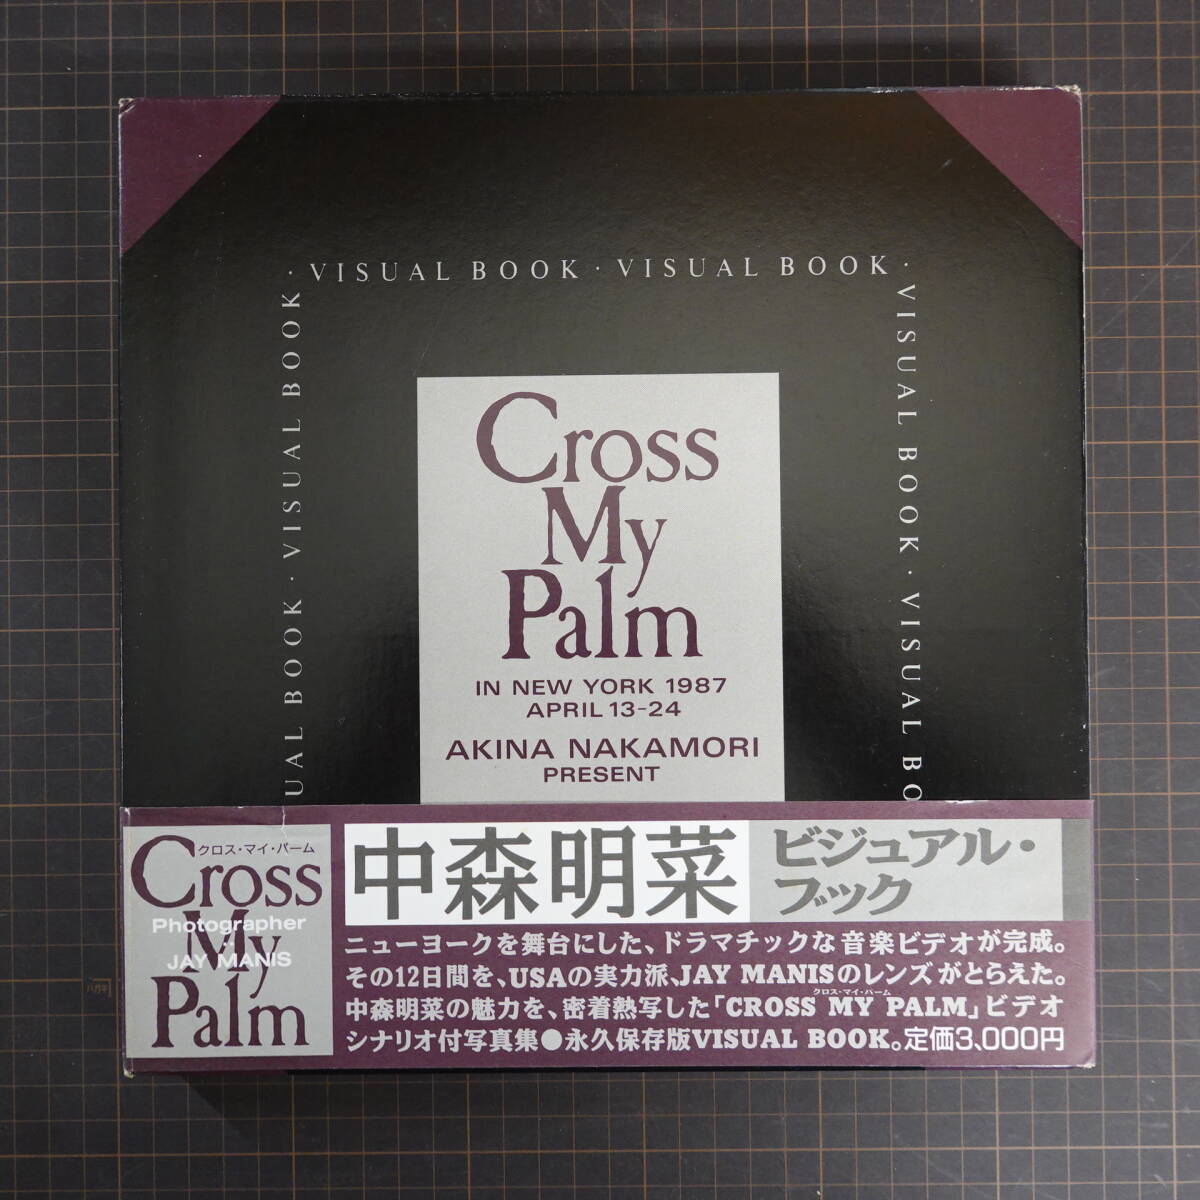 · VISUAL BOOK · VISUAL BOOK ·
VISUAL BOOK · VISUAL BO
UAL BOOK · VISUAL BOOK
Cross
My
Palm
IN NEW YORK 1987
APRIL 13-24
AKINA NAKAMORI
PRESENT
クロス・マイ・パーム
Cross
Photographer
My
JAY MANIS
Palm
中森明菜
ビジュアル・
ブック
ニューヨークを舞台にした、ドラマチックな音楽ビデオが完成。
その12日間を、USAの実力派、JAY MANISのレンズがとらえた。
クロス・マイ・パーム
中森明菜の魅力を、密着熱写した「CROSS MY PALM」ビデオ
シナリオ付写真集●永久保存版VISUAL BOOK。定価3,000円